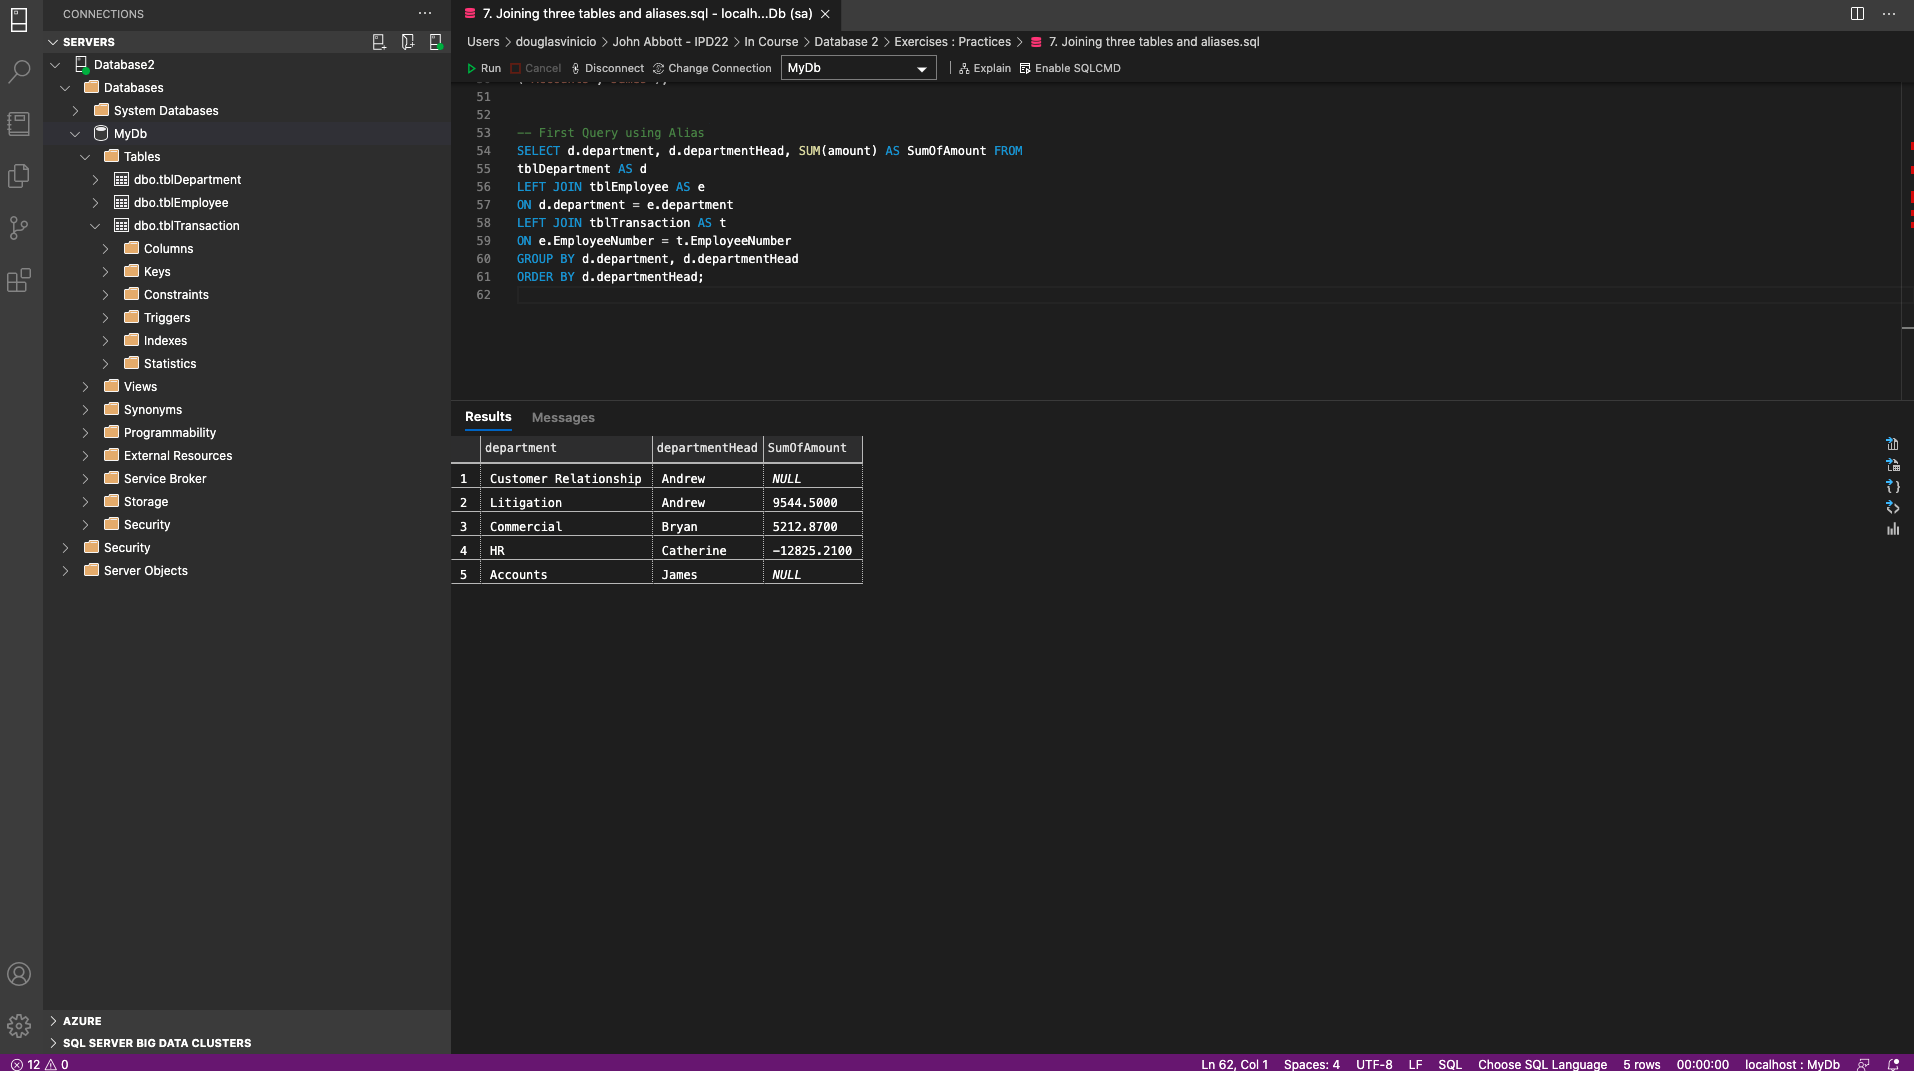 CONNECTIONS
SERVERS
Database2
Databases
System Databases
MyDb
Tables
dbo.tblDepartment
dbo.tblEmployee
dbo.tblTransaction
Columns
Keys
Constraints
Triggers
Indexes
Statistics
Views
Synonyms
Programmability
External Resources
Service Broker
Storage
Security
Security
Server Objects
AZURE
SQL SERVER BIG DATA CLUSTERS
7. Joining three tables and aliases.sql - localh...Db (sa)
Users > douglasvinicio > John Abbott - IPD22 > In Course > Database 2 > Exercises : Practices > 7. Joining three tables and aliases.sql
Run Cancel Disconnect Change Connection MyDb Explain Enable SQLCMD
51
52
53 -- First Query using Alias
54 SELECT d.department, d.departmentHead, SUM(amount) AS SumOfAmount FROM
55 tblDepartment AS d
56 LEFT JOIN tblEmployee AS e
57 ON d.department = e.department
58 LEFT JOIN tblTransaction AS t
59 ON e.EmployeeNumber = t.EmployeeNumber
60 GROUP BY d.department, d.departmentHead
61 ORDER BY d.departmentHead;
62
Results Messages
department departmentHead SumOfAmount
1 Customer Relationship Andrew NULL
2 Litigation Andrew 9544.5000
3 Commercial Bryan 5212.8700
4 HR Catherine -12825.2100
5 Accounts James NULL
12 0 Ln 62, Col 1 Spaces: 4 UTF-8 LF SQL Choose SQL Language 5 rows 00:00:00 localhost : MyDb